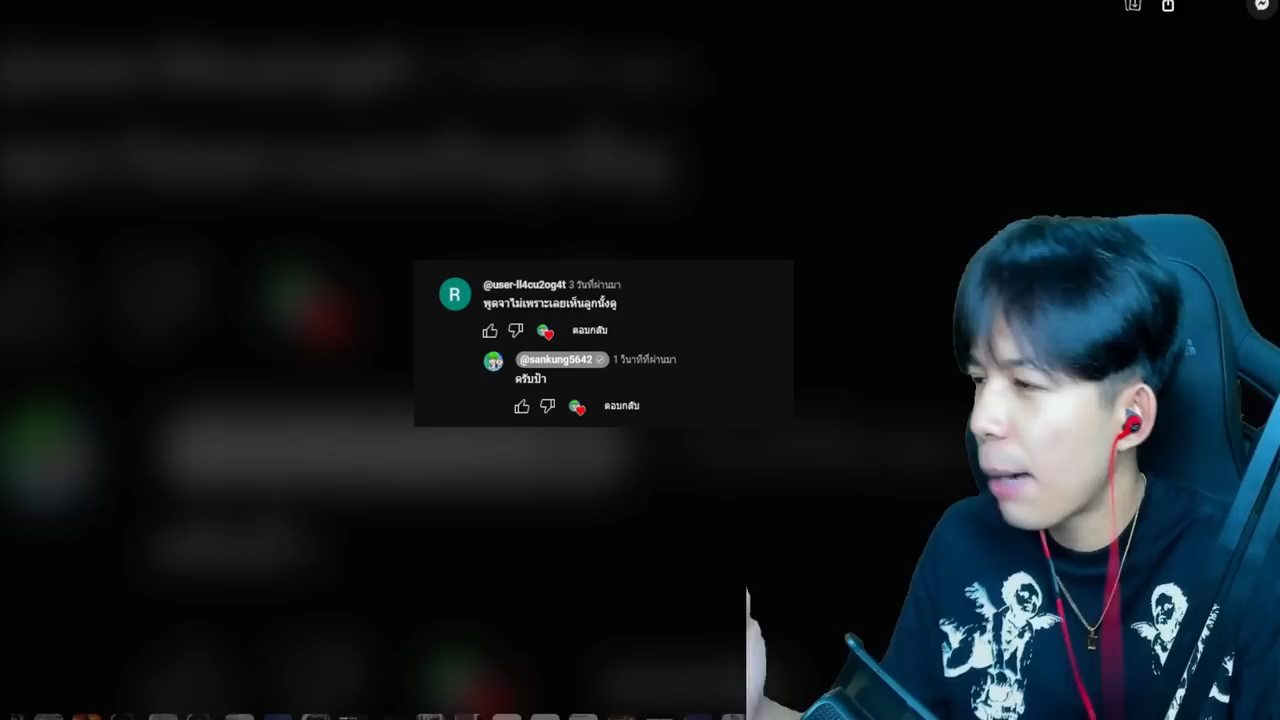 R
@user-ll4cu2og4t 3 วันที่ผ่านมา
พูดจาไม่เพราะเลยเห็นลูกนั้งดู
ตอบกลับ
@sankung5642 1 วินาทีที่ผ่านมา
ครับป้า
ตอบกลับ